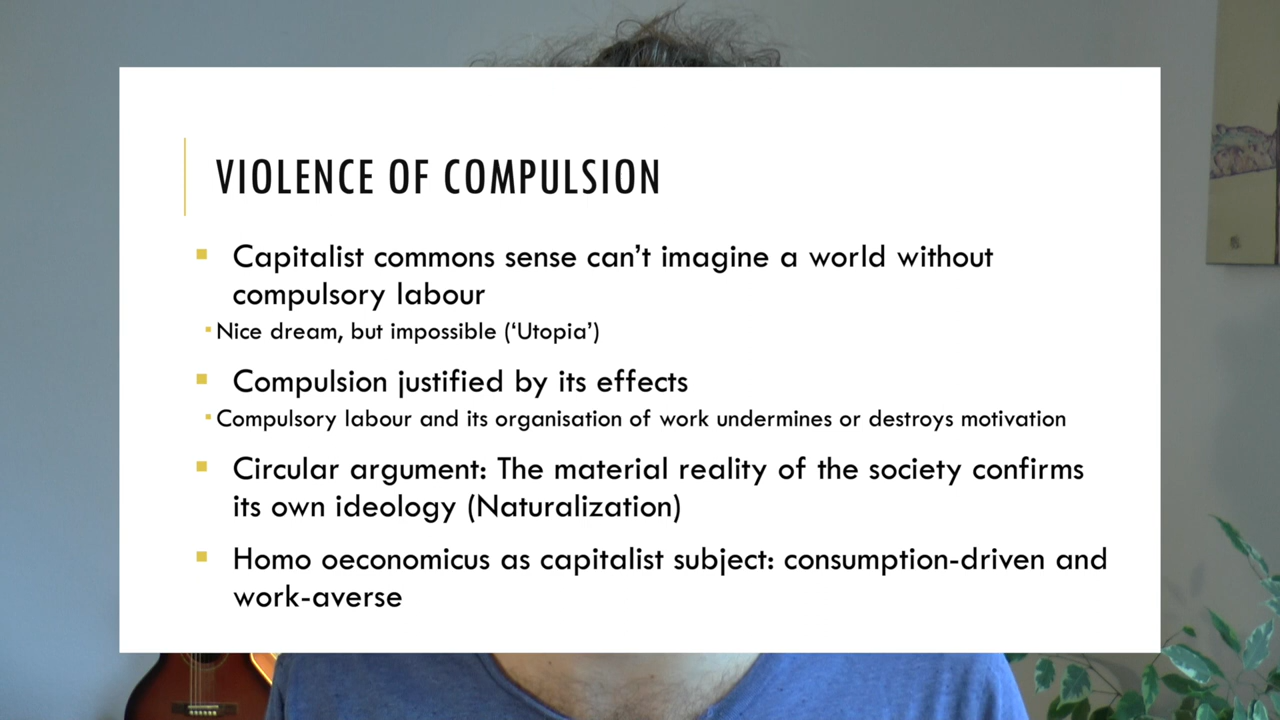 VIOLENCE OF COMPULSION
Capitalist commons sense can't imagine a world without
compulsory labour
Nice dream, but impossible ('Utopia')
Compulsion justified by its effects
Compulsory labour and its organisation of work undermines or destroys motivation
Circular argument: The material reality of the society confirms
its own ideology (Naturalization)
Homo oeconomicus as capitalist subject: consumption-driven and
work-averse